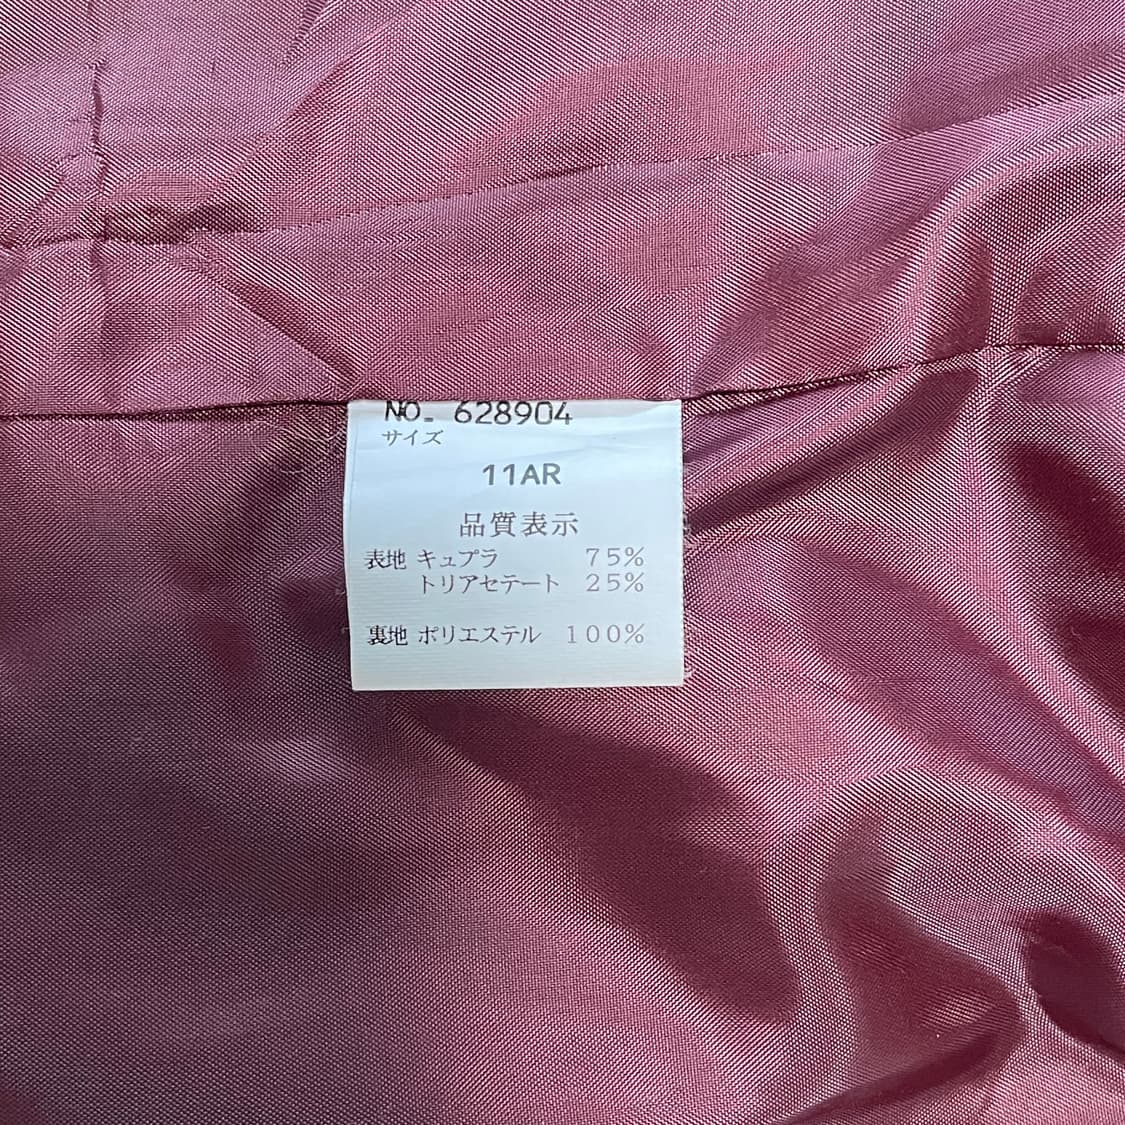 NO. 628904
サイズ
11AR
品質表示
表地 キュプラ 75%
トリアセテート 25%
裏地 ポリエステル 100%